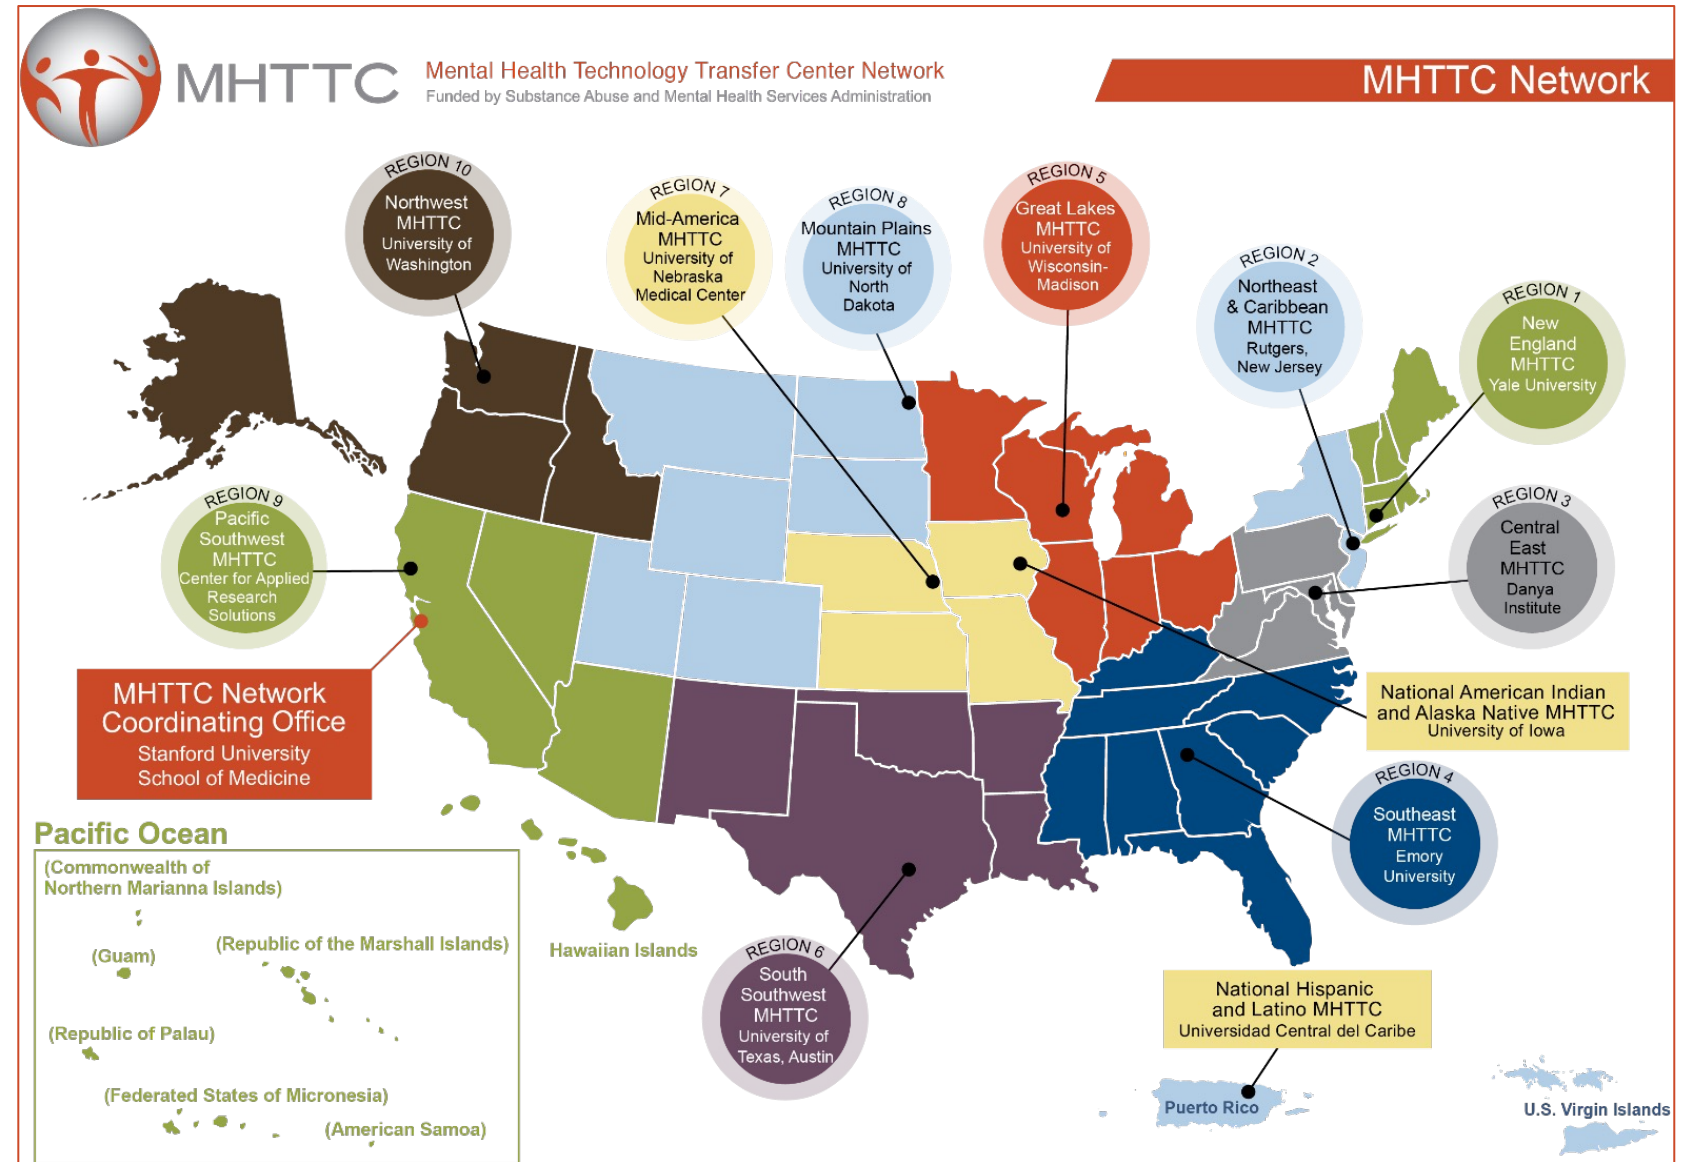 MHTTC
Mental Health Technology Transfer Center Network
Funded by Substance Abuse and Mental Health Services Administration
MHTTC Network
REGION 10
Northwest
MHTTC
University of
Washington
REGION 7
Mid-America
MHTTC
University of
Nebraska
Medical Center
REGION 8
Mountain Plains
MHTTC
University of
North
Dakota
REGION 5
Great Lakes
MHTTC
University of
Wisconsin-
Madison
REGION 2
Northeast
& Caribbean
MHTTC
Rutgers,
New Jersey
REGION 1
New
England
MHTTC
Yale University
REGION 9
Pacific
Southwest
MHTTC
Center for Applied
Research
Solutions
REGION 3
Central
East
MHTTC
Danya
Institute
MHTTC Network
Coordinating Office
Stanford University
School of Medicine
National American Indian
and Alaska Native MHTTC
University of Iowa
REGION 4
Southeast
MHTTC
Emory
University
Pacific Ocean
(Commonwealth of
Northern Marianna Islands)
(Guam)
(Republic of the Marshall Islands)
(Republic of Palau)
(Federated States of Micronesia)
(American Samoa)
Hawaiian Islands
REGION 6
South
Southwest
MHTTC
University of
Texas, Austin
National Hispanic
and Latino MHTTC
Universidad Central del Caribe
Puerto Rico
U.S. Virgin Islands